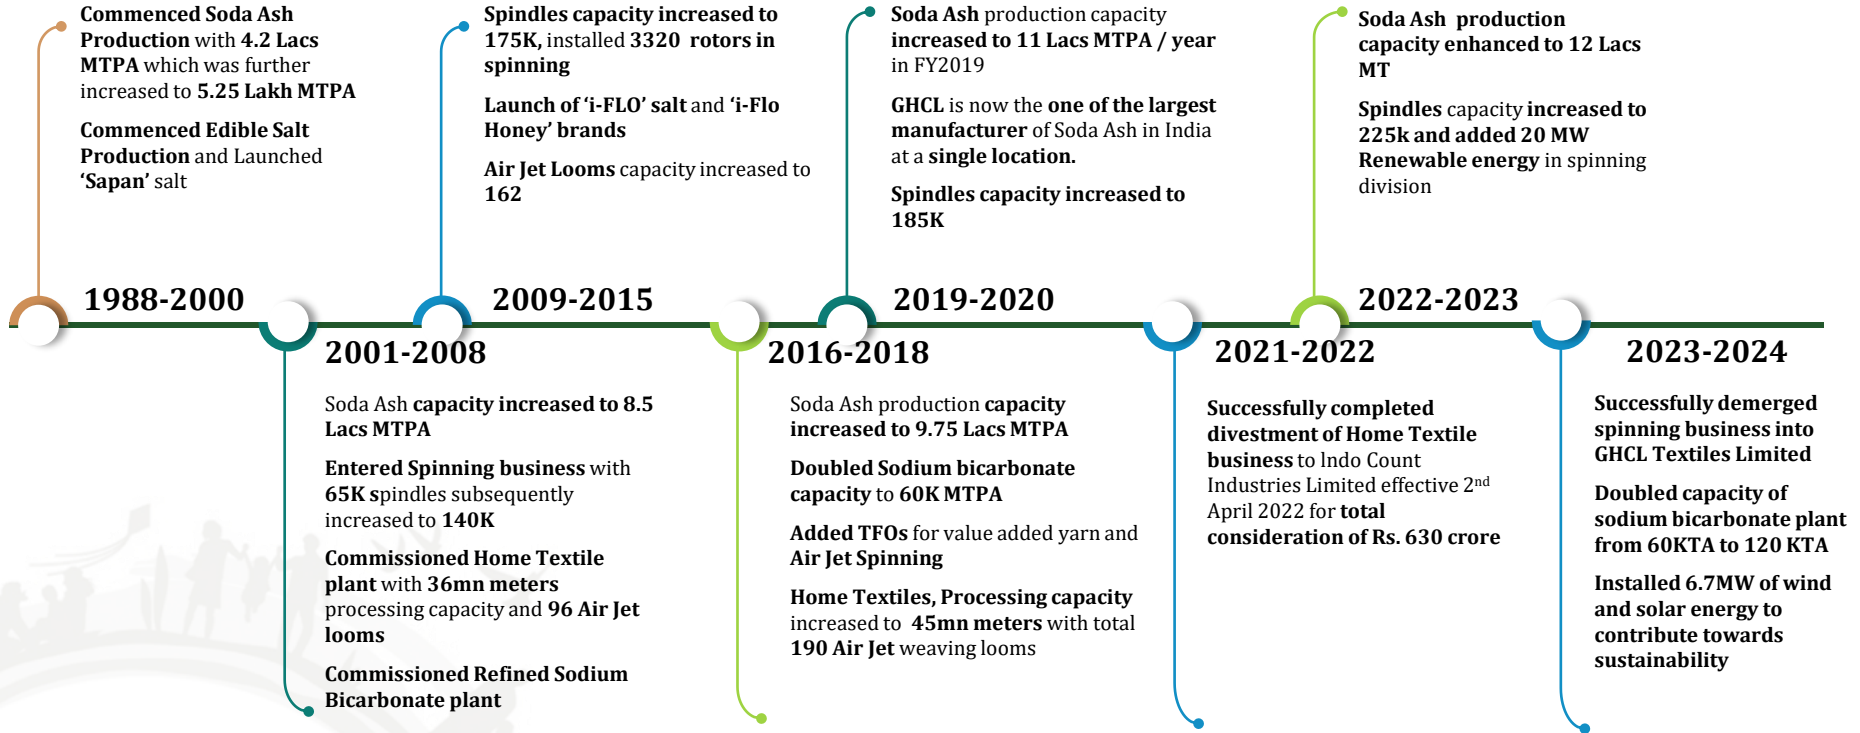 Commenced Soda Ash
Production with 4.2 Lacs
MTPA which was further
increased to 5.25 Lakh MTPA
Commenced Edible Salt
Production and Launched
‘Sapan’ salt
1988-2000
2001-2008
Soda Ash capacity increased to 8.5
Lacs MTPA
Entered Spinning business with
65K spindles subsequently
increased to 140K
Commissioned Home Textile
plant with 36mn meters
processing capacity and 96 Air Jet
looms
Commissioned Refined Sodium
Bicarbonate plant
Spindles capacity increased to
175K, installed 3320 rotors in
spinning
Launch of ‘i-FLO’ salt and ‘i-Flo
Honey’ brands
Air Jet Looms capacity increased to
162
2009-2015
2016-2018
Soda Ash production capacity
increased to 9.75 Lacs MTPA
Doubled Sodium bicarbonate
capacity to 60K MTPA
Added TFOs for value added yarn and
Air Jet Spinning
Home Textiles, Processing capacity
increased to 45mn meters with total
190 Air Jet weaving looms
Soda Ash production capacity
increased to 11 Lacs MTPA / year
in FY2019
GHCL is now the one of the largest
manufacturer of Soda Ash in India
at a single location.
Spindles capacity increased to
185K
2019-2020
2021-2022
Successfully completed
divestment of Home Textile
business to Indo Count
Industries Limited effective 2nd
April 2022 for total
consideration of Rs. 630 crore
Soda Ash production
capacity enhanced to 12 Lacs
MT
Spindles capacity increased to
225k and added 20 MW
Renewable energy in spinning
division
2022-2023
2023-2024
Successfully demerged
spinning business into
GHCL Textiles Limited
Doubled capacity of
sodium bicarbonate plant
from 60KTA to 120 KTA
Installed 6.7MW of wind
and solar energy to
contribute towards
sustainability